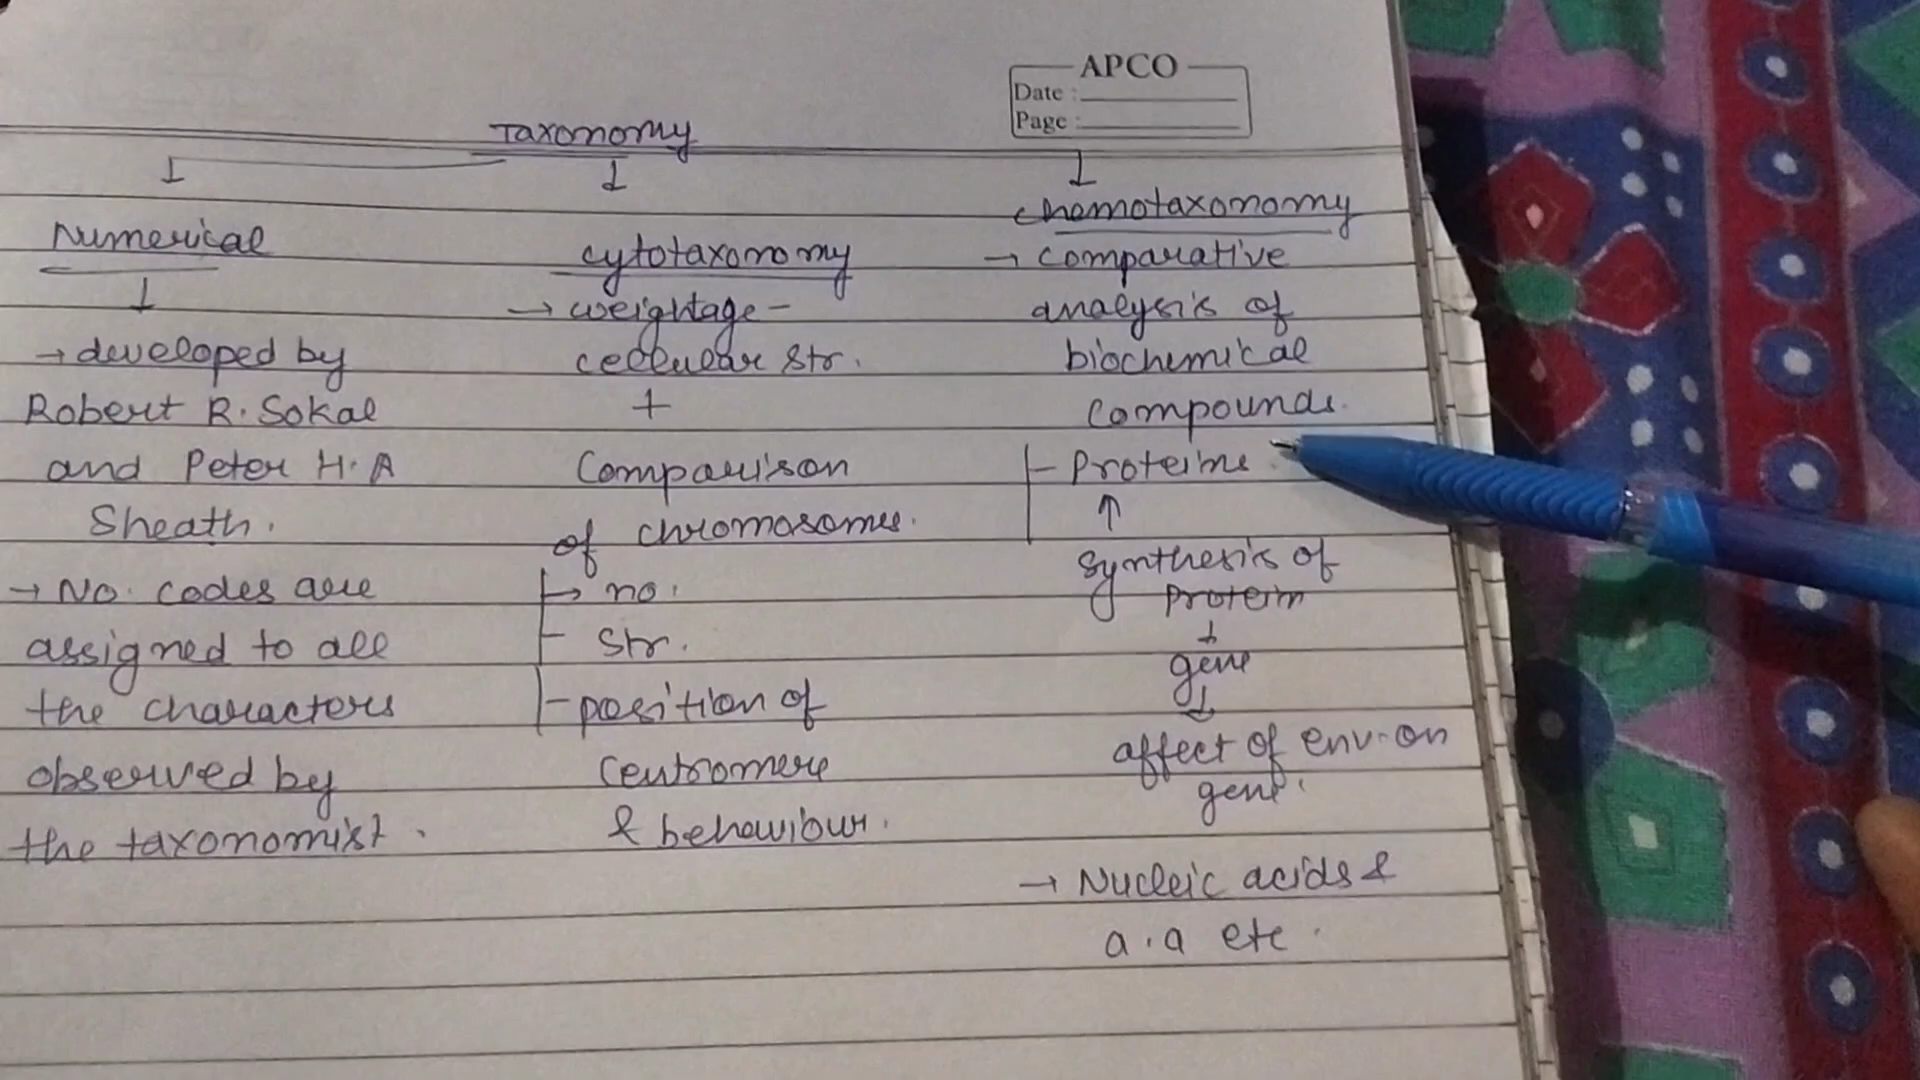 APCO
Date :
Page :
Taxonomy
Numerical
→ developed by
Robert R. Sokal
and Peter H. A
Sheath.
→ No. codes are
assigned to all
the characters
observed by
the taxonomist.
cytotaxonomy
→ weightage -
cellular str.
+
Comparison
of chromosomes.
→ no.
- Str.
- position of
Centromere
& behaviour.
chemotaxonomy
→ comparative
analysis of
biochemical
compounds.
- Proteins
↑
Synthesis of
Protein
↓
gene
↓
affect of env. on
gene.
→ Nucleic acids &
a.a etc.